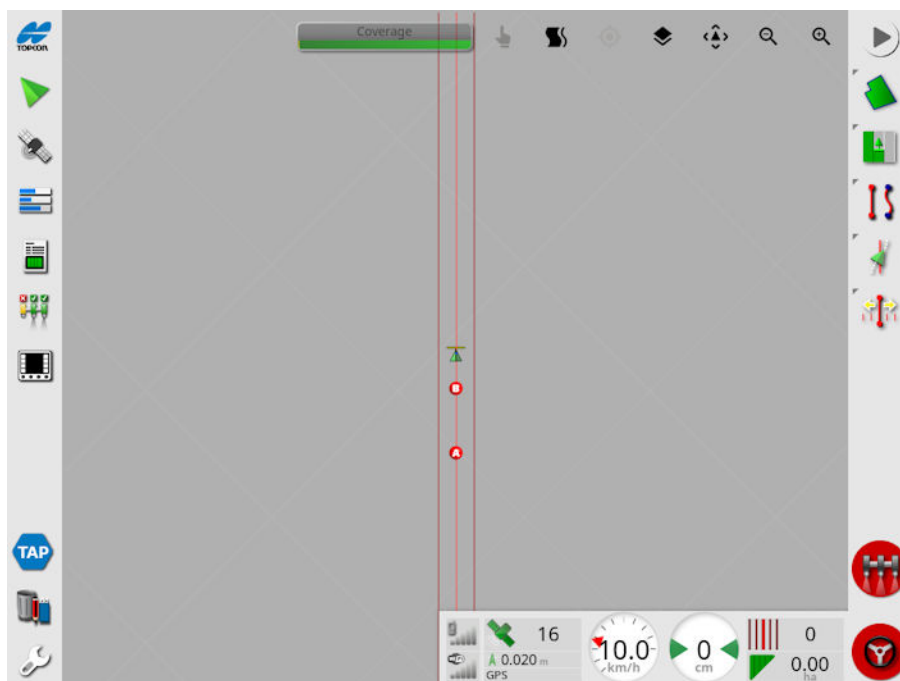 TOPCON
Coverage
B
A
TAP
16
0.020 m
GPS
10.0
km/h
0
cm
0
0.00
ha